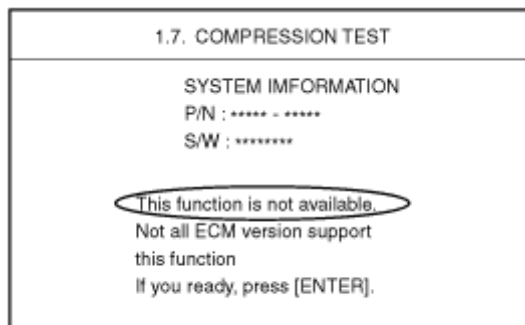 1.7. COMPRESSION TEST
SYSTEM IMFORMATION
P/N : ***** - *****
S/W : ********
This function is not available.
Not all ECM version support
this function
If you ready, press [ENTER].